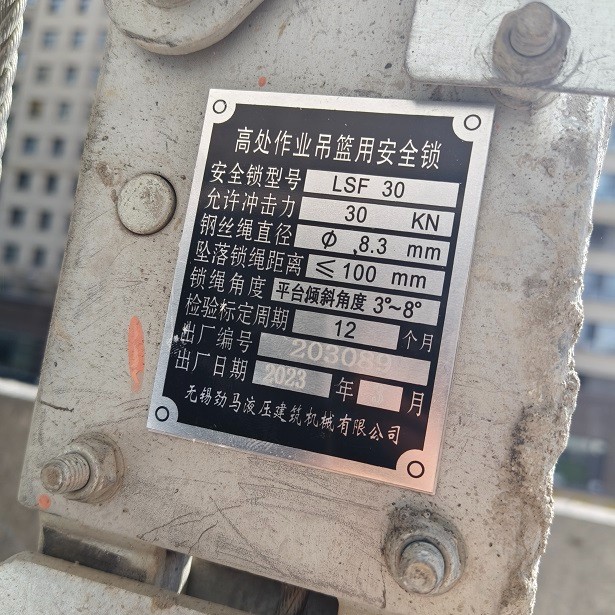 高处作业吊篮用安全锁
安全锁型号 LSF 30
允许冲击力 30 KN
钢丝绳直径 Φ 8.3 mm
坠落锁绳距离 ≤100 mm
锁绳角度 平台倾斜角度 3°~8°
检验标定周期 12 个月
出厂编号 203089
出厂日期 2023 年 月
无锡劲马液压建筑机械有限公司